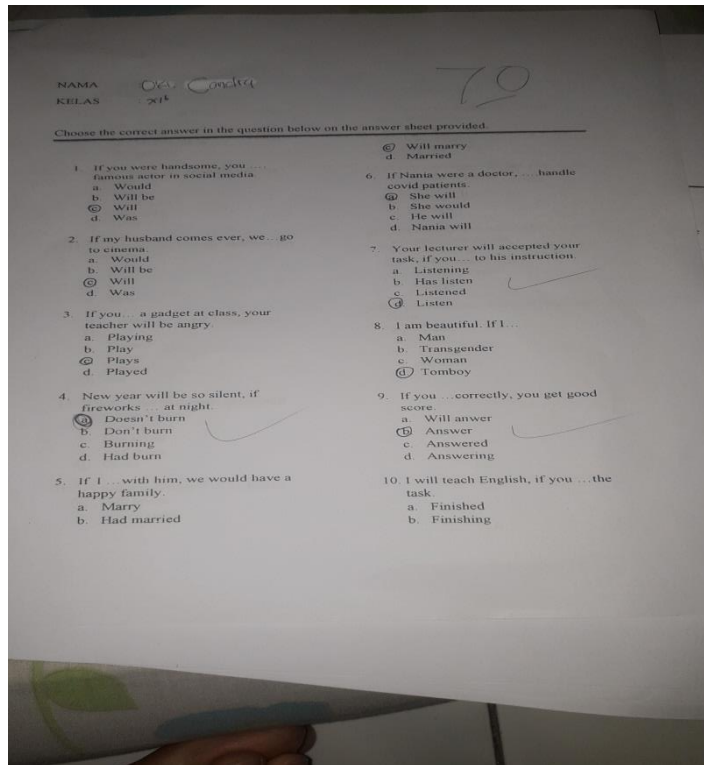 NAMA : Oki Candra
KELAS : XI
70
Choose the correct answer in the question below on the answer sheet provided.
1. If you were handsome, you ....
famous actor in social media
a. Would
b. Will be
c. Will
d. Was
2. If my husband comes ever, we...go
to cinema.
a. Would
b. Will be
c. Will
d. Was
3. If you... a gadget at class, your
teacher will be angry.
a. Playing
b. Play
c. Plays
d. Played
4. New year will be so silent, if
fireworks ... at night.
a. Doesn't burn
b. Don't burn
c. Burning
d. Had burn
5. If I ...with him, we would have a
happy family.
a. Marry
b. Had married
c. Will marry
d. Married
6. If Nania were a doctor, ....handle
covid patients.
a. She will
b. She would
c. He will
d. Nania will
7. Your lecturer will accepted your
task, if you... to his instruction.
a. Listening
b. Has listen
c. Listened
d. Listen
8. I am beautiful. If I...
a. Man
b. Transgender
c. Woman
d. Tomboy
9. If you ...correctly, you get good
score.
a. Will anwer
b. Answer
c. Answered
d. Answering
10. I will teach English, if you ...the
task.
a. Finished
b. Finishing